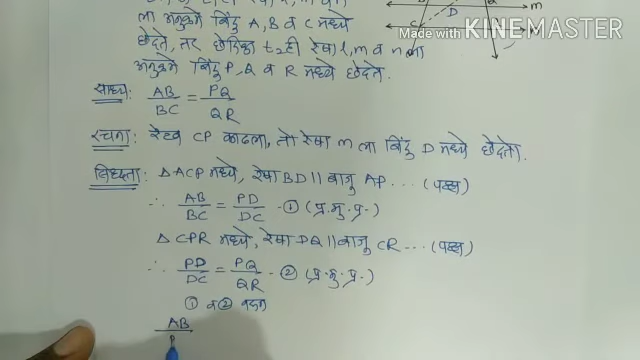 B
m
D
C
ला अनुक्रमे बिंदु A, B व C मध्ये
छेदते, तर छेदिका t₂ ही रेषा l, m व n ला
अनुक्रमे बिंदु P, Q व R मध्ये छेदते.
साध्य: AB/BC = PQ/QR
रचना: रेख CP काढला, तो रेषा m ला बिंदु D मध्ये छेदतो.
सिध्दता: △ACP मध्ये, रेषा BD || बाजू AP ... (पक्ष)
∴ AB/BC = PD/DC - ① (प्र.मु.प्र.)
△CPR मध्ये, रेषा DQ || बाजू CR ... (पक्ष)
∴ PD/DC = PQ/QR - ② (प्र.मु.प्र.)
① व ② वरून
AB
Made with KINEMASTER